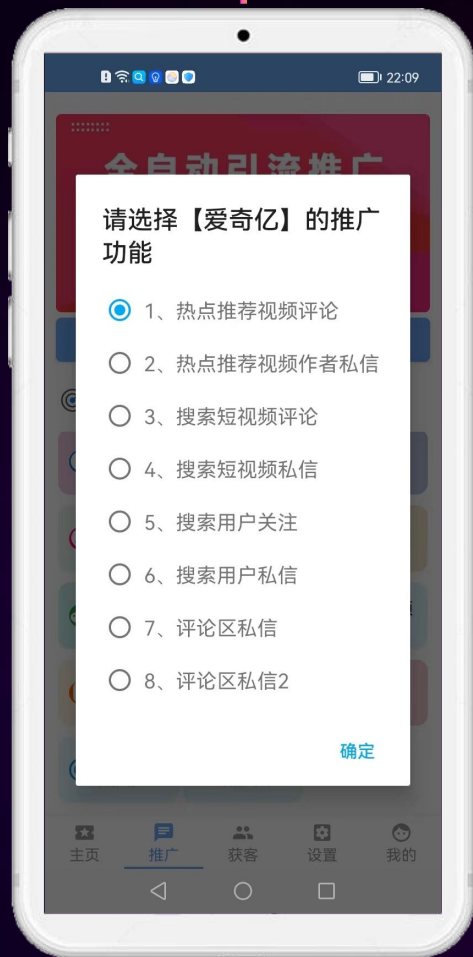 22:09
全自动引流推广
请选择【爱奇亿】的推广
功能
1、热点推荐视频评论
2、热点推荐视频作者私信
3、搜索短视频评论
4、搜索短视频私信
5、搜索用户关注
6、搜索用户私信
7、评论区私信
8、评论区私信2
确定
主页
推广
获客
设置
我的